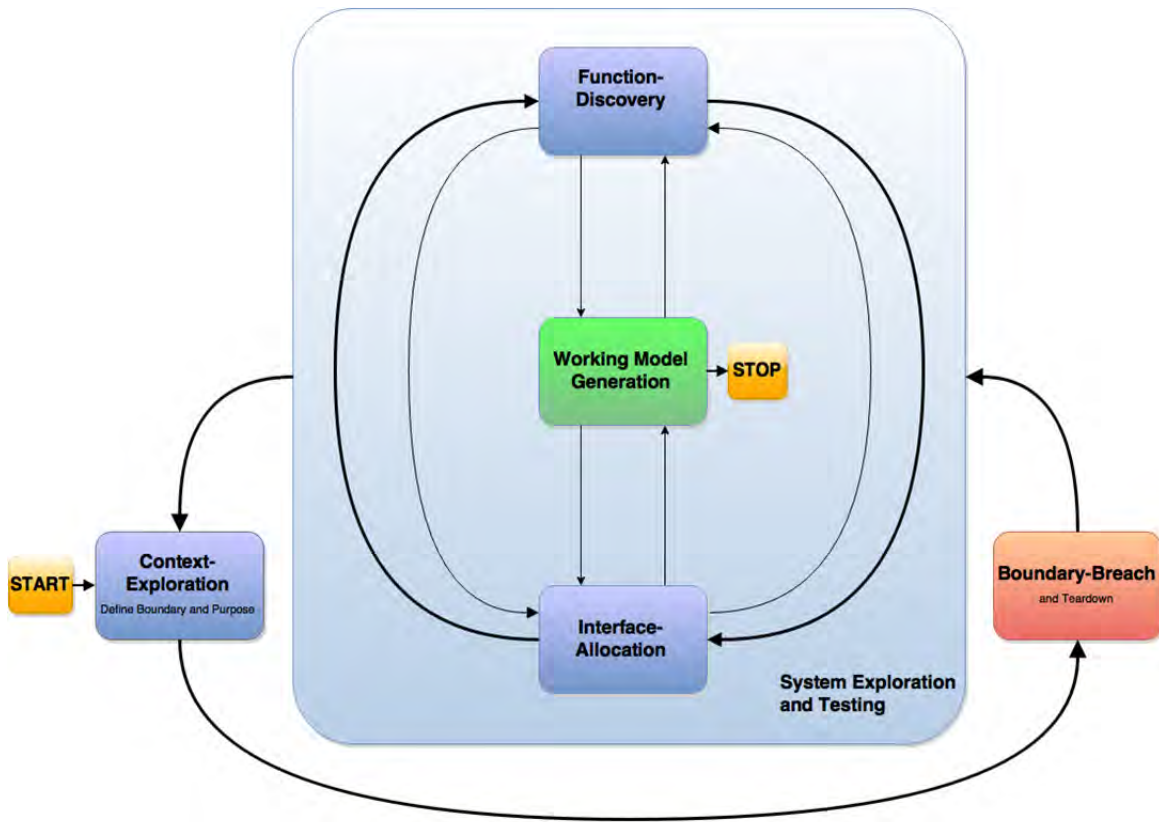 Function-
Discovery
Working Model
Generation
STOP
START
Context-
Exploration
Define Boundary and Purpose
Boundary-Breach
and Teardown
Interface-
Allocation
System Exploration
and Testing